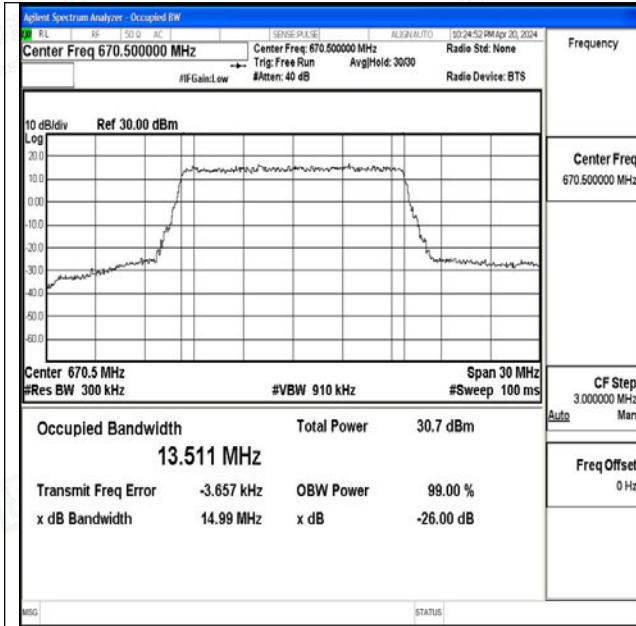 Agilent Spectrum Analyzer - Occupied BW
RL RF 50 Ω AC SENSE:PULSE ALIGNAUTO 10:24:52 PM Apr 20, 2024
Center Freq 670.500000 MHz
Center Freq: 670.500000 MHz
Radio Std: None
Trig: Free Run Avg|Hold: 30/30
#IFGain:Low #Atten: 40 dB Radio Device: BTS
10 dB/div Ref 30.00 dBm
Log
20.0
10.0
0.00
-10.0
-20.0
-30.0
-40.0
-50.0
-60.0
Center 670.5 MHz Span 30 MHz
#Res BW 300 kHz #VBW 910 kHz #Sweep 100 ms
Occupied Bandwidth Total Power 30.7 dBm
13.511 MHz
Transmit Freq Error -3.657 kHz OBW Power 99.00 %
x dB Bandwidth 14.99 MHz x dB -26.00 dB
MSG STATUS
Frequency
Center Freq
670.500000 MHz
CF Step
3.000000 MHz
Auto Man
Freq Offset
0 Hz